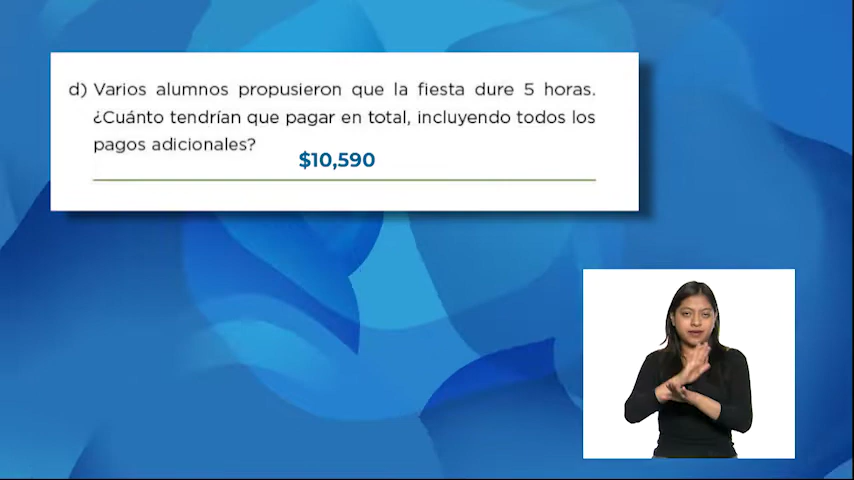 d) Varios alumnos propusieron que la fiesta dure 5 horas.
¿Cuánto tendrían que pagar en total, incluyendo todos los
pagos adicionales?
$10,590